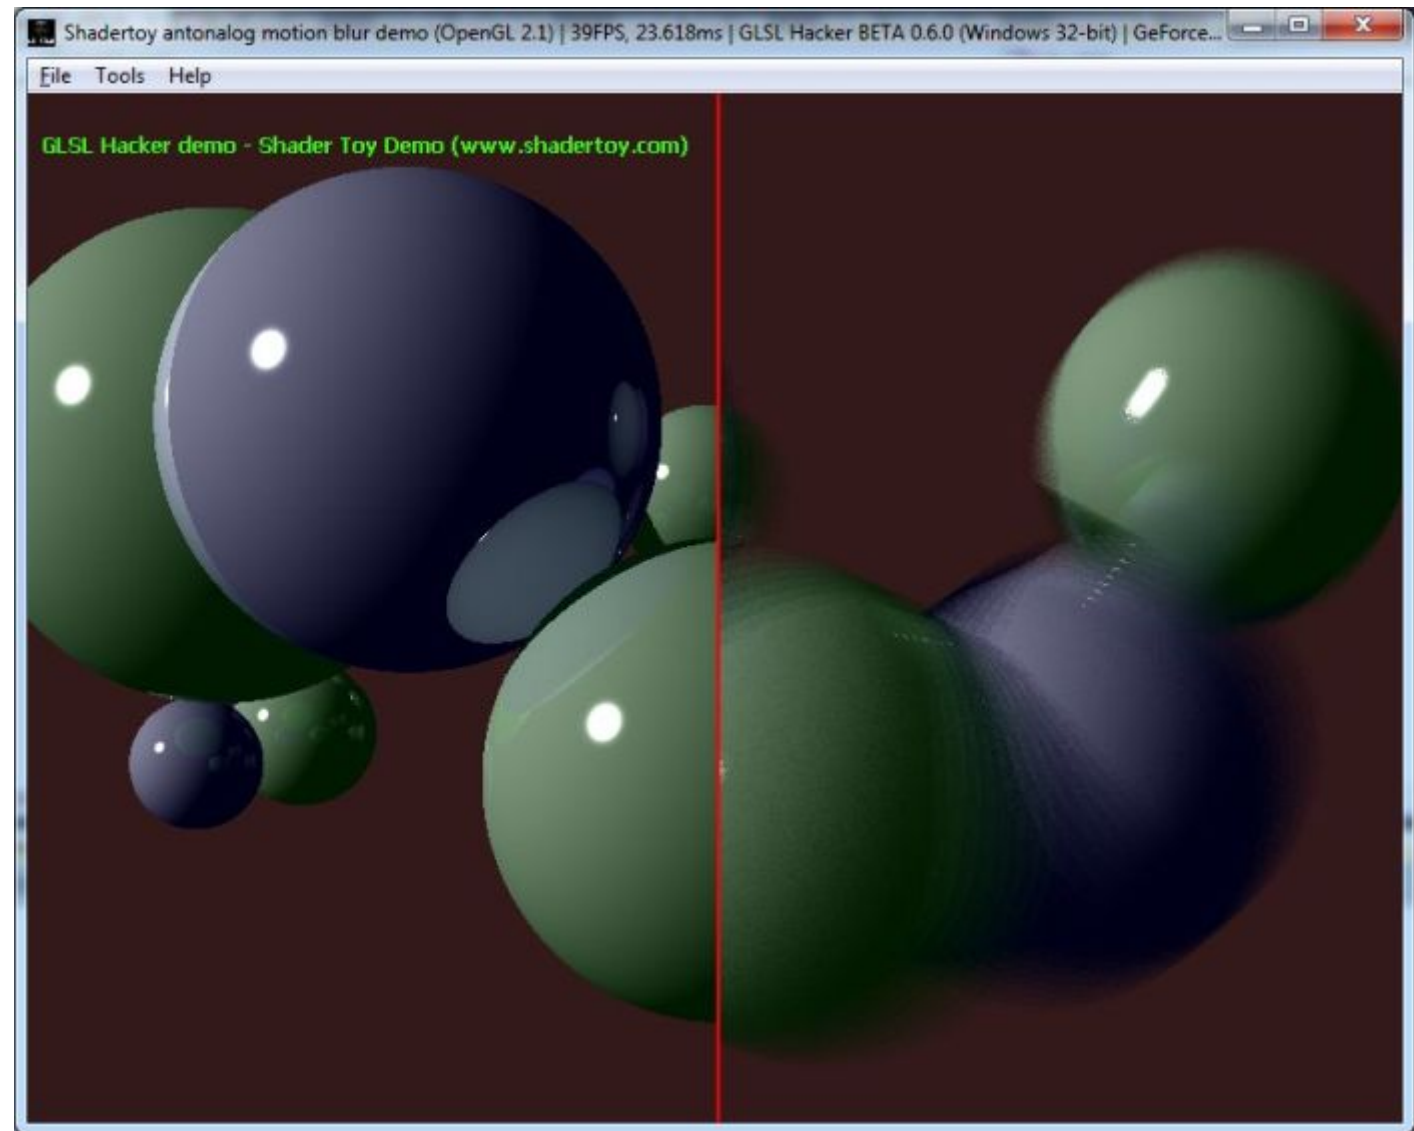 Shadertoy antonalog motion blur demo (OpenGL 2.1) | 39FPS, 23.618ms | GLSL Hacker BETA 0.6.0 (Windows 32-bit) | GeForce...
File Tools Help
GLSL Hacker demo - Shader Toy Demo (www.shadertoy.com)